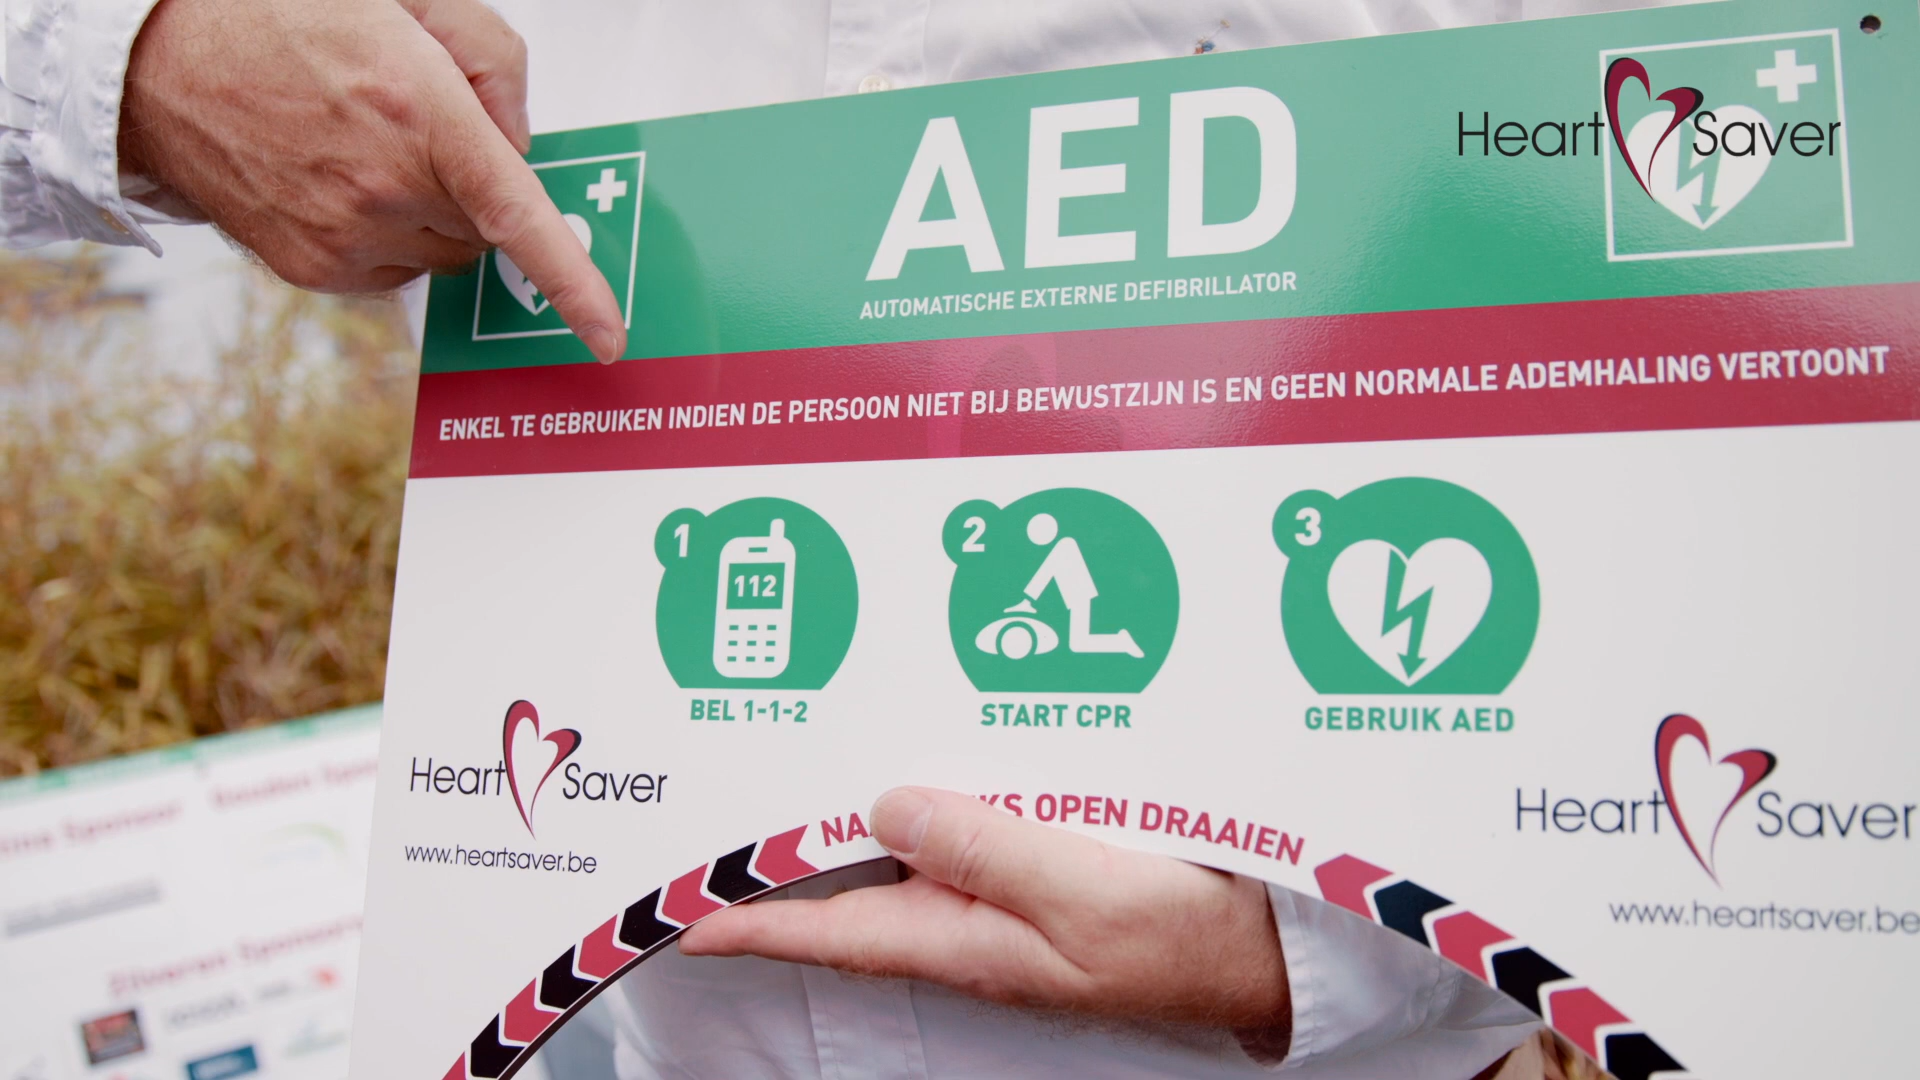 Heart Saver
AED
AUTOMATISCHE EXTERNE DEFIBRILLATOR
ENKEL TE GEBRUIKEN INDIEN DE PERSOON NIET BIJ BEWUSTZIJN IS EN GEEN NORMALE ADEMHALING VERTOONT
1
112
BEL 1-1-2
2
START CPR
3
GEBRUIK AED
Heart Saver
www.heartsaver.be
OPEN DRAAIEN
Heart Saver
www.heartsaver.be